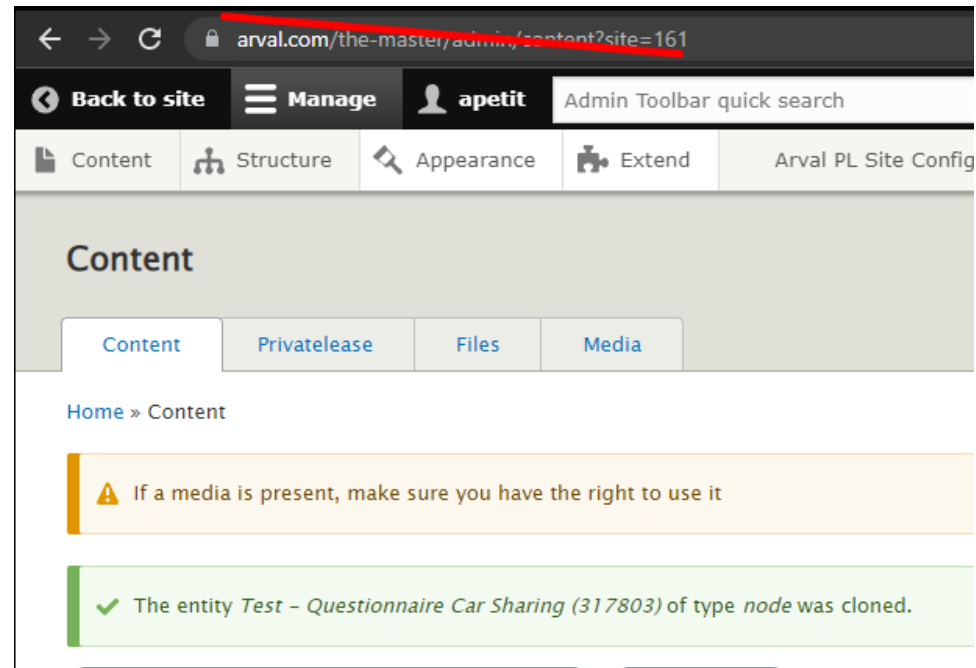 arval.com/the-master/admin/content?site=161
Back to site Manage apetit Admin Toolbar quick search
Content Structure Appearance Extend Arval PL Site Config
Content
Content Privatelease Files Media
Home » Content
If a media is present, make sure you have the right to use it
The entity Test – Questionnaire Car Sharing (317803) of type node was cloned.